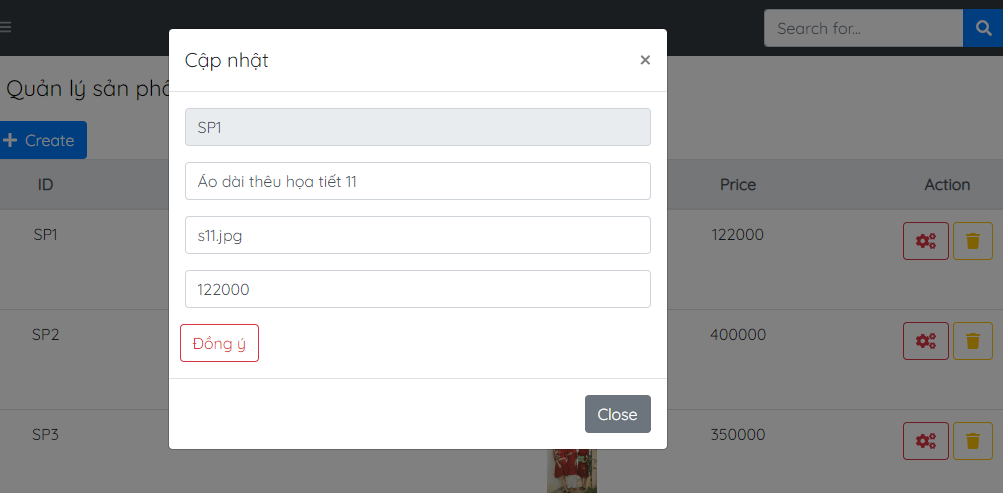 Search for...
Cập nhật
×
Quản lý sản
SP1
Create
Áo dài thêu họa tiết 11
ID
Price
Action
s11.jpg
SP1
122000
122000
Đồng ý
SP2
400000
Close
SP3
350000